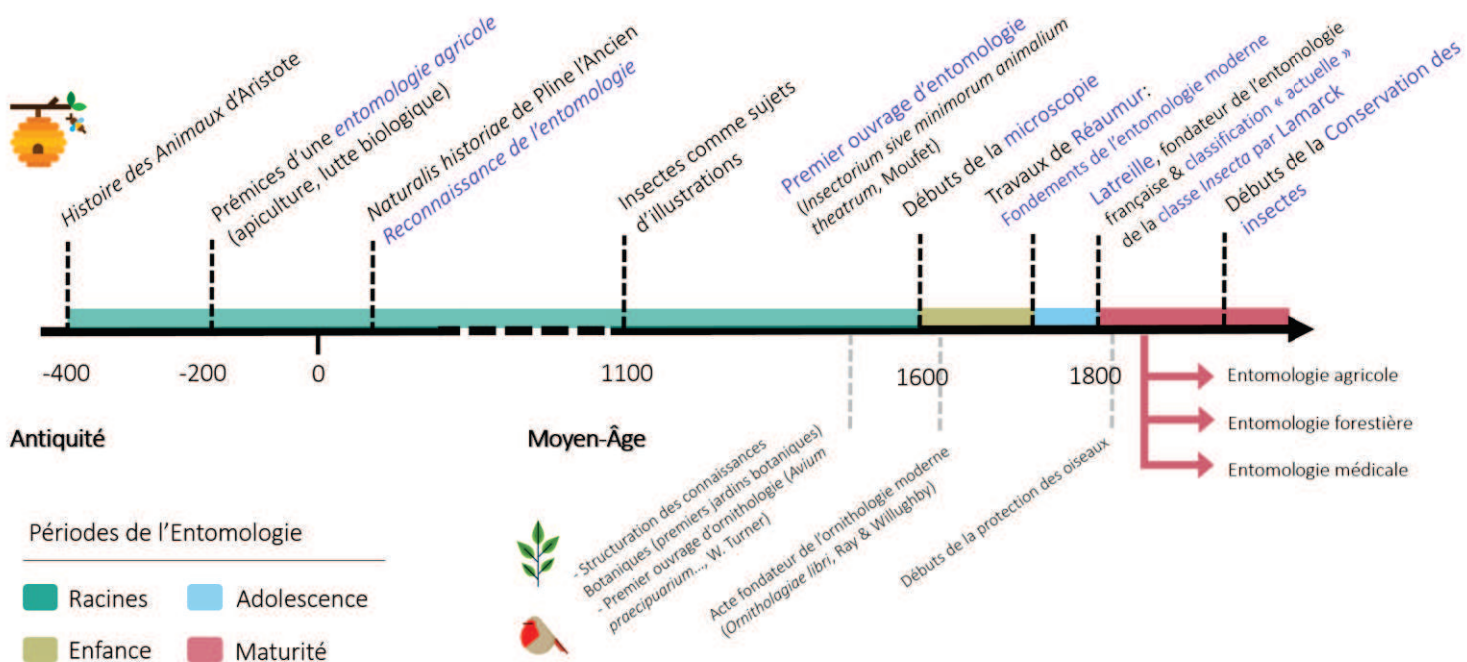 Histoire des Animaux d'Aristote
Prémices d'une entomologie agricole
(apiculture, lutte biologique)
Naturalis historiae de Pline l'Ancien
Reconnaissance de l'entomologie
Insectes comme sujets
d'illustrations
Premier ouvrage d'entomologie
(Insectorium sive minimorum animalium
theatrum, Moufet)
Débuts de la microscopie
Travaux de Réaumur:
Fondements de l'entomologie moderne
Latreille, fondateur de l'entomologie
française & classification « actuelle »
de la classe Insecta par Lamarck
Débuts de la Conservation des
insectes
-400
-200
0
1100
1600
1800
Antiquité
Moyen-Âge
Entomologie agricole
Entomologie forestière
Entomologie médicale
- Structuration des connaissances
Botaniques (premiers jardins botaniques)
- Premier ouvrage d'ornithologie (Avium
praecipuarium..., W. Turner)
Acte fondateur de l'ornithologie moderne
(Ornithologiae libri, Ray & Willughby)
Débuts de la protection des oiseaux
Périodes de l'Entomologie
Racines
Adolescence
Enfance
Maturité